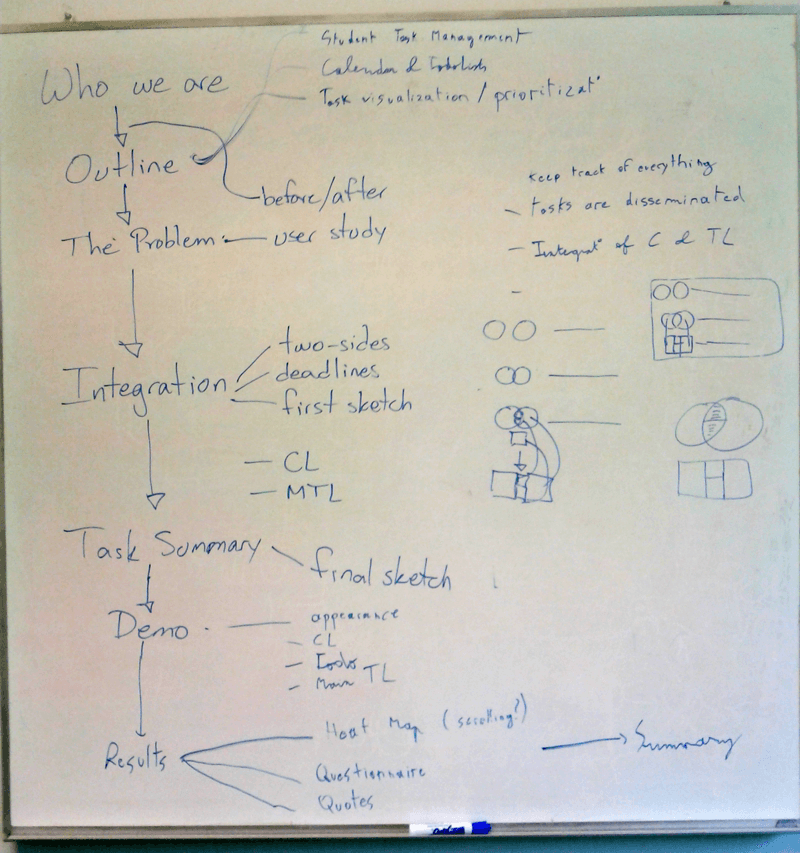 Student Task Management
Calendar &
Who we are
Task visualization / prioritizat°
Outline
before/after
keep track of everything
– tasks are disseminated
The Problem – user study
– Integrat° of C & TL
–
two-sides
deadlines
Integration
first sketch
– CL
– MTL
Task Summary
final sketch
Demo
appearance
– CL
–
– Main TL
Heat Map (scrolling?)
Summary
Results
Questionnaire
Quotes